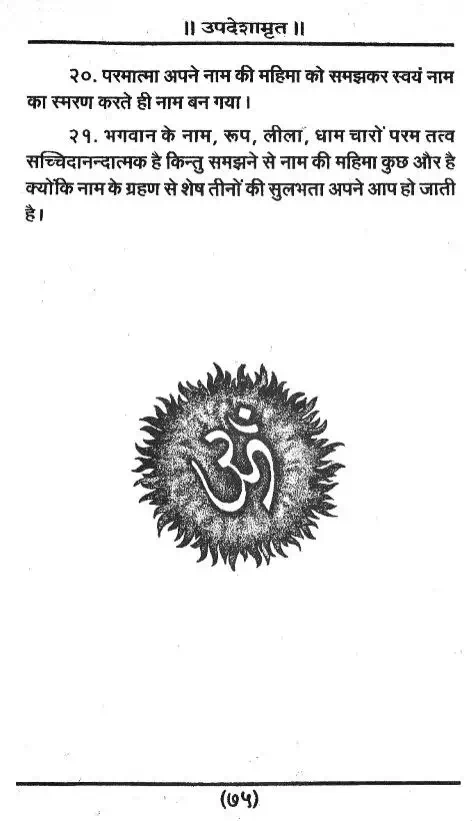 ॥ उपदेशामृत ॥
२०. परमात्मा अपने नाम की महिमा को समझकर स्वयं नाम
का स्मरण करते ही नाम बन गया।
२१. भगवान के नाम, रूप, लीला, धाम चारों परम तत्व
सच्चिदानन्दात्मक है किन्तु समझने से नाम की महिमा कुछ और है
क्योंकि नाम के ग्रहण से शेष तीनों की सुलभता अपने आप हो जाती
है।
ॐ
(७५)